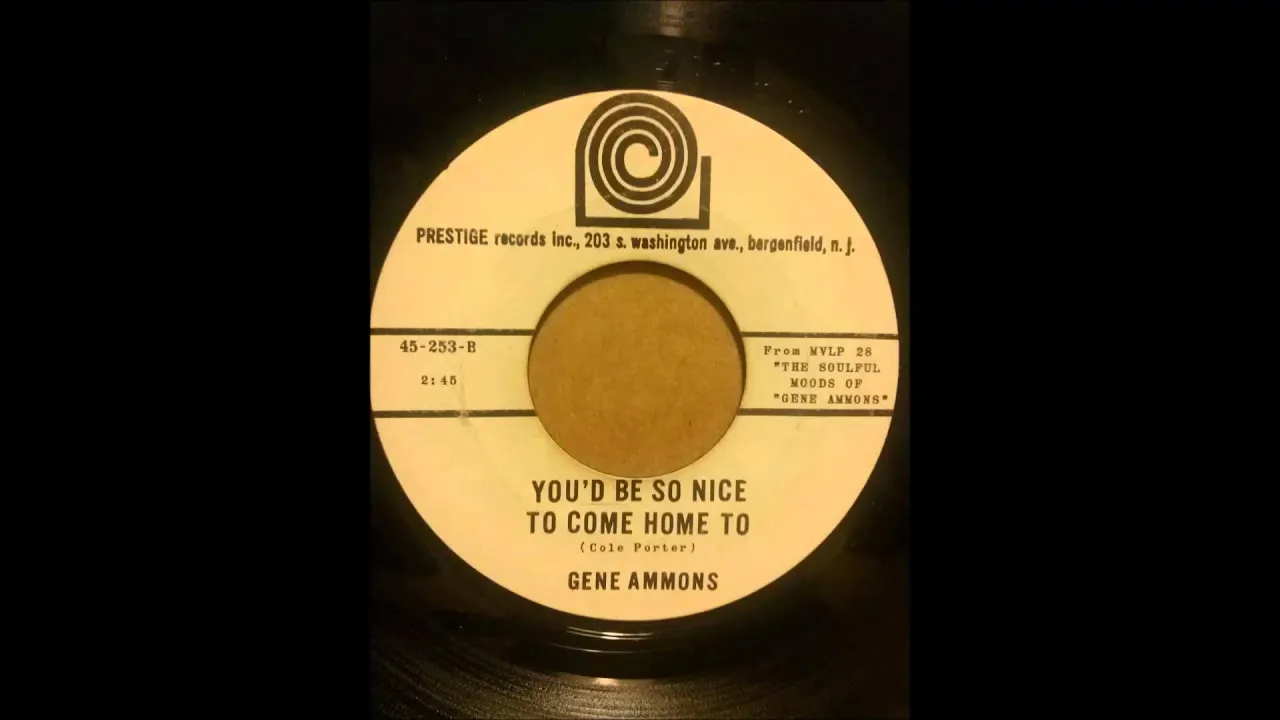 PRESTIGE records inc., 203 s. washington ave., bergenfield, n. j.
45-253-B
2:45
From MVLP 28
"THE SOULFUL
MOODS OF
"GENE AMMONS"
YOU'D BE SO NICE
TO COME HOME TO
(Cole Porter)
GENE AMMONS